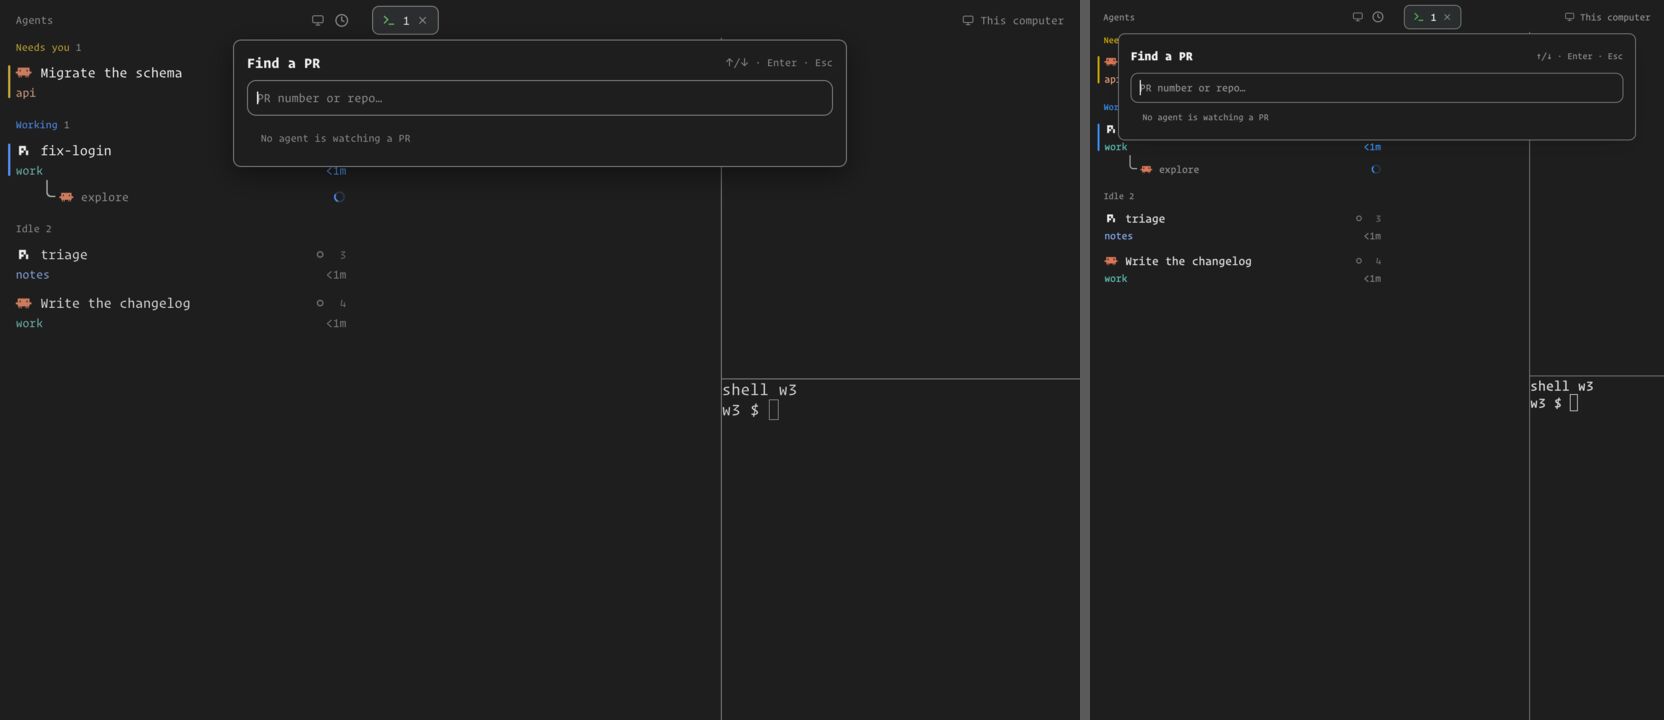 Agents
1
This computer
Needs you 1
Migrate the schema
api
Find a PR
↑/↓ · Enter · Esc
PR number or repo…
No agent is watching a PR
Working 1
fix-login
work
<1m
explore
Idle 2
triage
3
notes
<1m
Write the changelog
4
work
<1m
shell w3
w3 $
Agents
1
This computer
Nee
api
Find a PR
↑/↓ · Enter · Esc
PR number or repo…
No agent is watching a PR
Wor
work
<1m
explore
Idle 2
triage
3
notes
<1m
Write the changelog
4
work
<1m
shell w3
w3 $